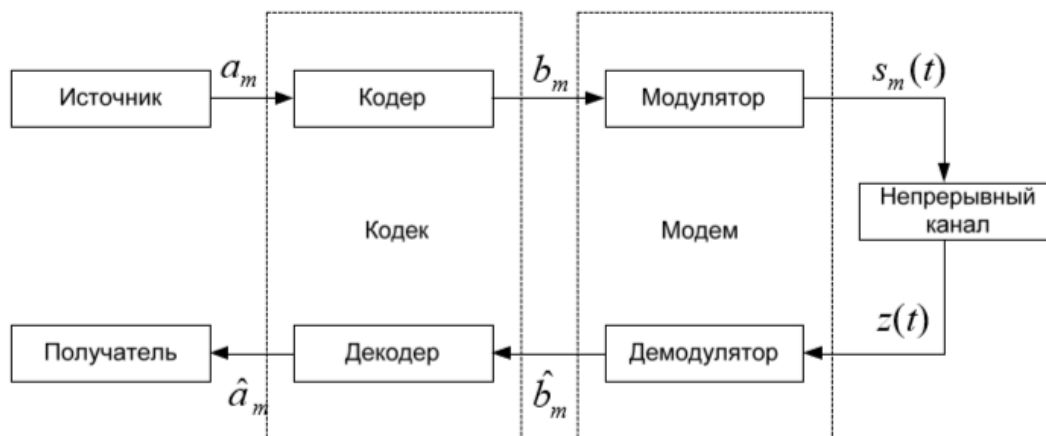 Источник
a_m
Кодер
b_m
Модулятор
s_m(t)
Непрерывный
канал
Кодек
Модем
z(t)
Получатель
â_m
Декодер
b̂_m
Демодулятор